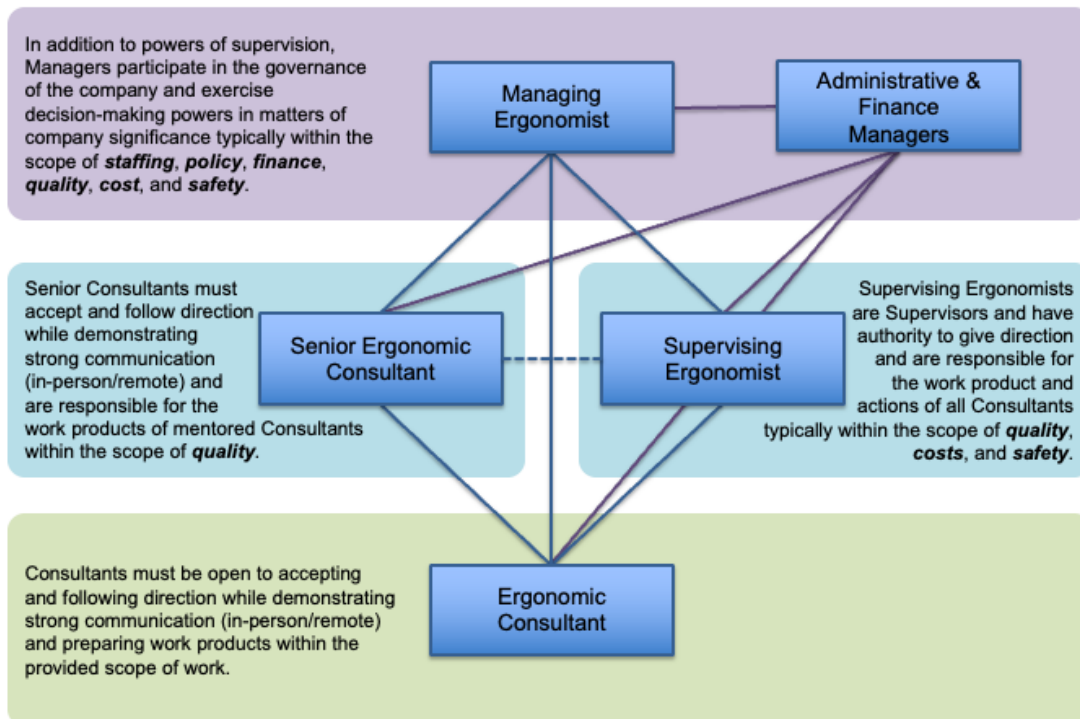 In addition to powers of supervision,
Managers participate in the governance
of the company and exercise
decision-making powers in matters of
company significance typically within the
scope of staffing, policy, finance,
quality, cost, and safety.
Managing
Ergonomist
Administrative &
Finance
Managers
Senior Consultants must
accept and follow direction
while demonstrating
strong communication
(in-person/remote) and
are responsible for the
work products of mentored Consultants
within the scope of quality.
Senior Ergonomic
Consultant
Supervising
Ergonomist
Supervising Ergonomists
are Supervisors and have
authority to give direction
and are responsible for
the work product and
actions of all Consultants
typically within the scope of quality,
costs, and safety.
Consultants must be open to accepting
and following direction while demonstrating
strong communication (in-person/remote)
and preparing work products within the
provided scope of work.
Ergonomic
Consultant